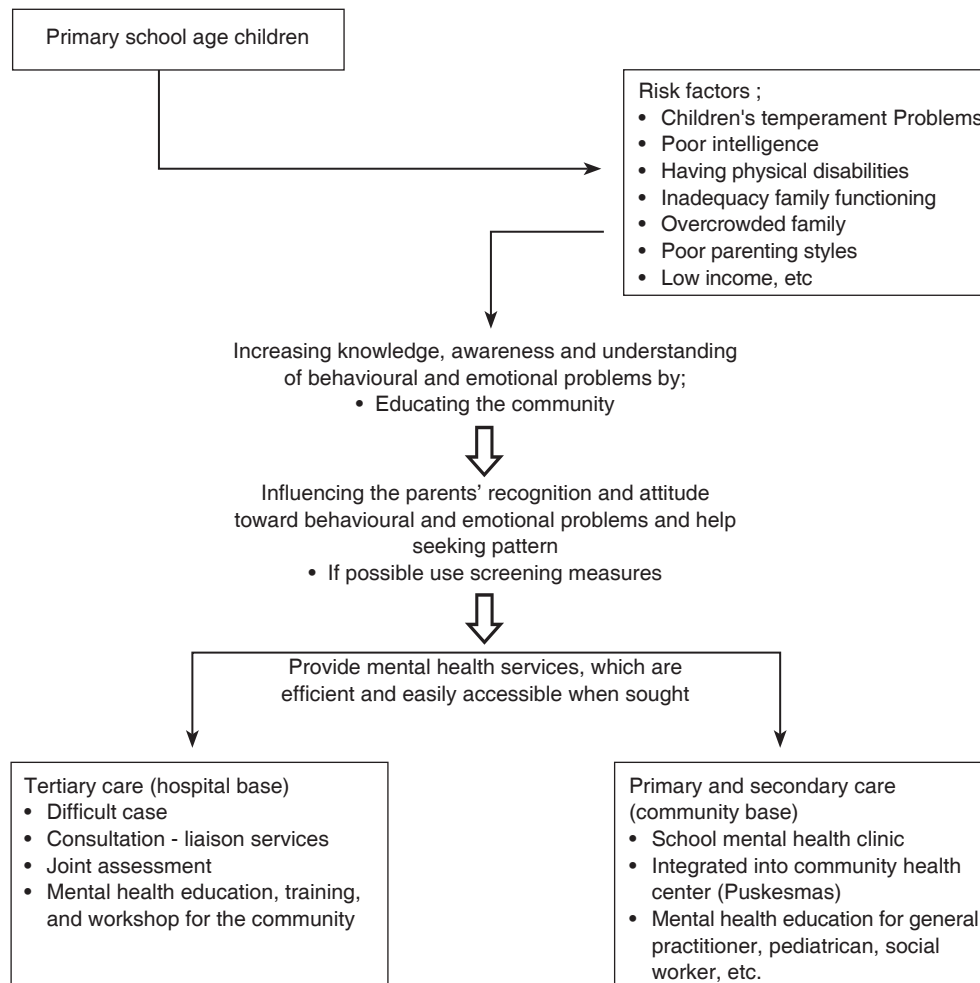 Primary school age children
Risk factors ;
• Children's temperament Problems
• Poor intelligence
• Having physical disabilities
• Inadequacy family functioning
• Overcrowded family
• Poor parenting styles
• Low income, etc
Increasing knowledge, awareness and understanding
of behavioural and emotional problems by;
• Educating the community
Influencing the parents’ recognition and attitude
toward behavioural and emotional problems and help
seeking pattern
• If possible use screening measures
Provide mental health services, which are
efficient and easily accessible when sought
Tertiary care (hospital base)
• Difficult case
• Consultation - liaison services
• Joint assessment
• Mental health education, training,
and workshop for the community
Primary and secondary care
(community base)
• School mental health clinic
• Integrated into community health
center (Puskesmas)
• Mental health education for general
practitioner, pediatrican, social
worker, etc.